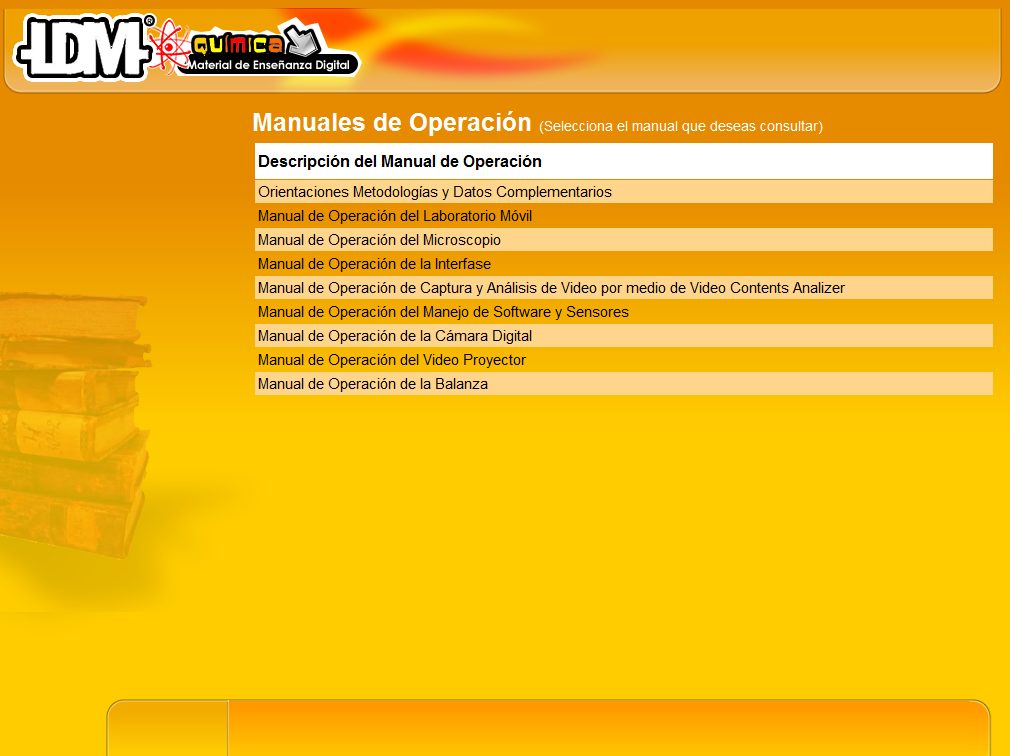 LDM®
QUÍMICA
Material de Enseñanza Digital
Manuales de Operación (Selecciona el manual que deseas consultar)
Descripción del Manual de Operación
Orientaciones Metodologías y Datos Complementarios
Manual de Operación del Laboratorio Móvil
Manual de Operación del Microscopio
Manual de Operación de la Interfase
Manual de Operación de Captura y Análisis de Video por medio de Video Contents Analizer
Manual de Operación del Manejo de Software y Sensores
Manual de Operación de la Cámara Digital
Manual de Operación del Video Proyector
Manual de Operación de la Balanza